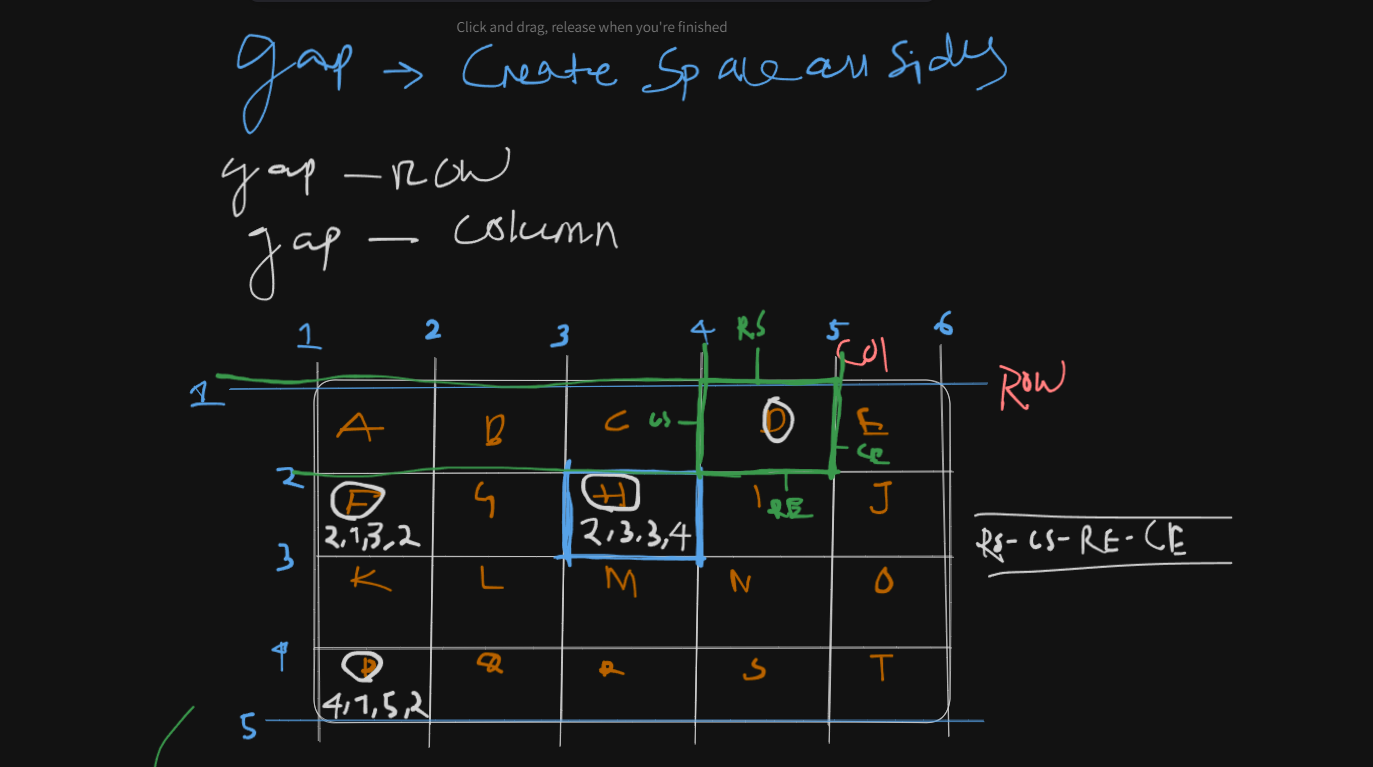 Click and drag, release when you're finished
gap → Create Space all Sides
gap – ROW
gap – Column
1 2 3 4 RS 5 6
Col
1 ROW
A B C CS D E
CE
2
F G H I RE J
2,1,3,2 2,3,3,4
RS-CS-RE-CE
3
K L M N O
4
P Q R S T
4,1,5,2
5